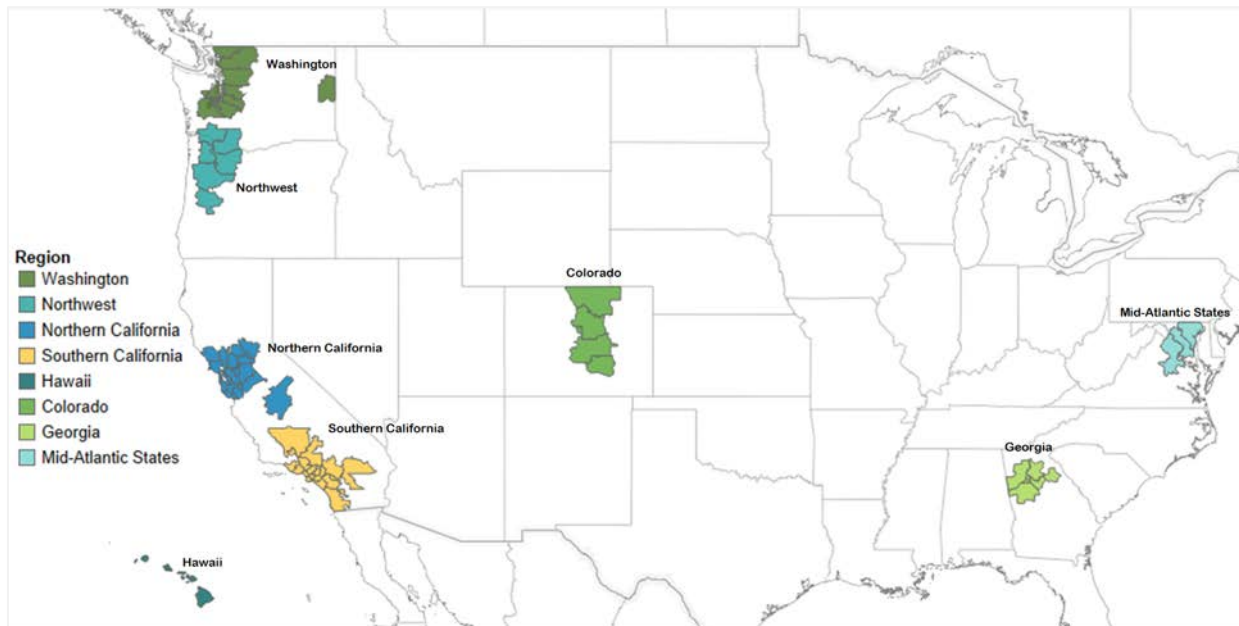 Washington
Northwest
Region
Washington
Northwest
Northern California
Southern California
Hawaii
Colorado
Georgia
Mid-Atlantic States
Colorado
Mid-Atlantic States
Northern California
Southern California
Georgia
Hawaii